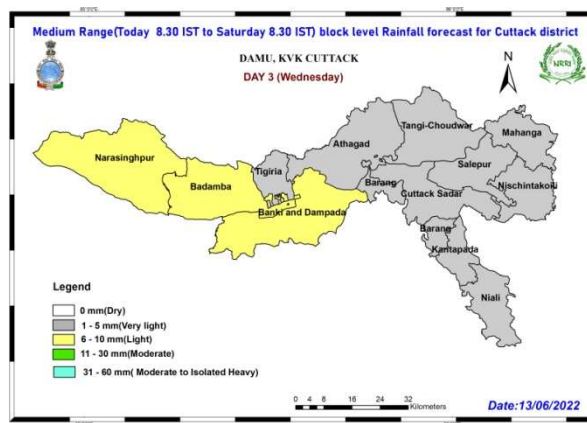 Medium Range(Today 8.30 IST to Saturday 8.30 IST) block level Rainfall forecast for Cuttack district
DAMU, KVK CUTTACK
DAY 3 (Wednesday)
N
NRRI
Tangi-Choudwar
Mahanga
Athagad
Narasinghpur
Salepur
Tigiria
Badamba
Barang
Nischintakoili
Cuttack Sadar
Banki and Dampada
Barang
Kantapada
Niali
Legend
0 mm(Dry)
1 - 5 mm(Very light)
6 - 10 mm(Light)
11 - 30 mm(Moderate)
31 - 60 mm( Moderate to Isolated Heavy)
0 4 8 16 24 32
Kilometers
Date:13/06/2022